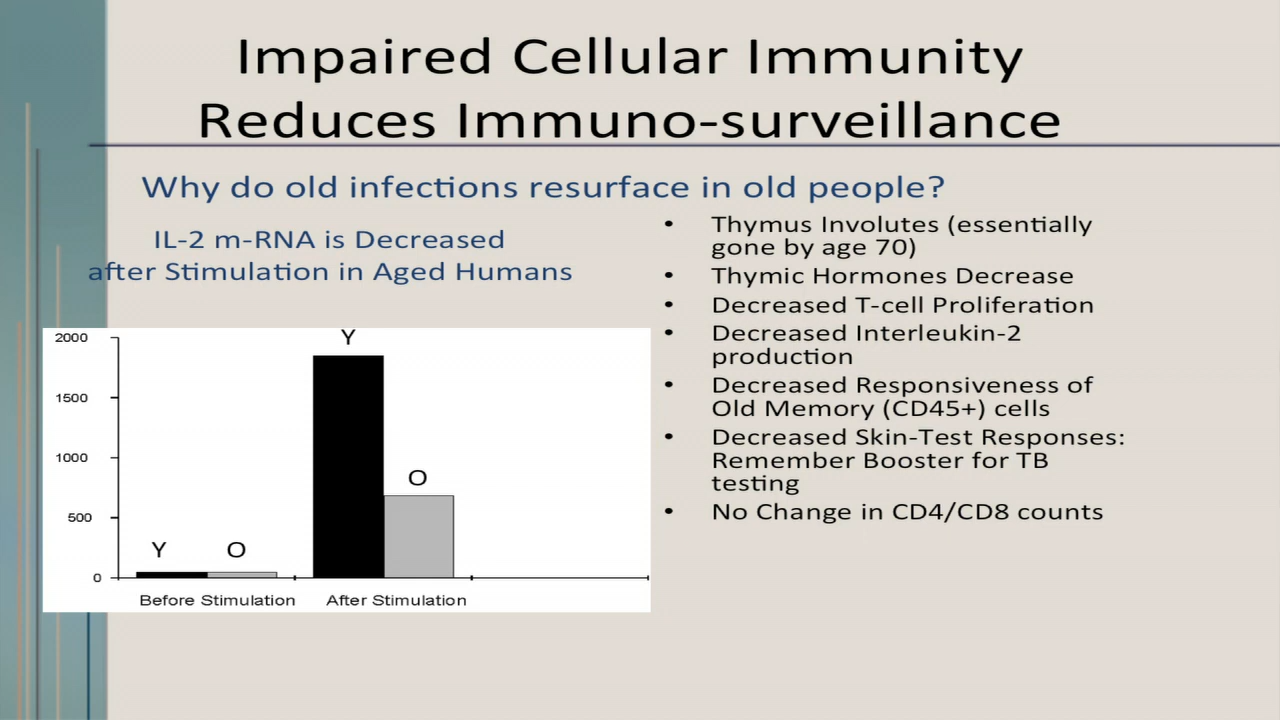 Impaired Cellular Immunity
Reduces Immuno-surveillance
Why do old infections resurface in old people?
IL-2 m-RNA is Decreased
after Stimulation in Aged Humans
2000
1500
1000
500
0
Y
O
Y
O
Before Stimulation
After Stimulation
• Thymus Involutes (essentially
gone by age 70)
• Thymic Hormones Decrease
• Decreased T-cell Proliferation
• Decreased Interleukin-2
production
• Decreased Responsiveness of
Old Memory (CD45+) cells
• Decreased Skin-Test Responses:
Remember Booster for TB
testing
• No Change in CD4/CD8 counts